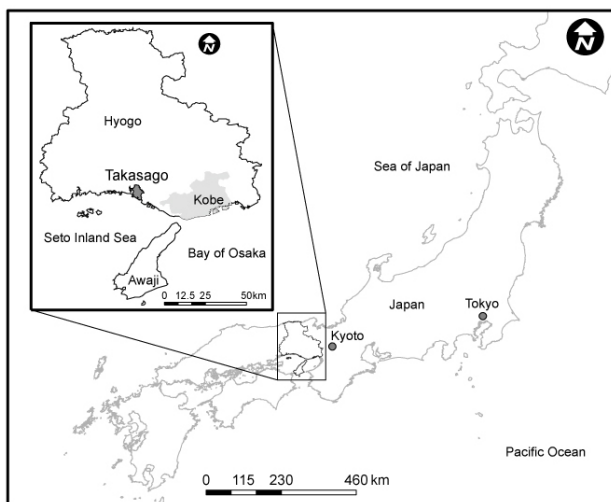 N
N
Hyogo
Sea of Japan
Takasago
Kobe
Seto Inland Sea
Bay of Osaka
Awaji
0 12.5 25 50km
Japan
Tokyo
Kyoto
Pacific Ocean
0 115 230 460 km